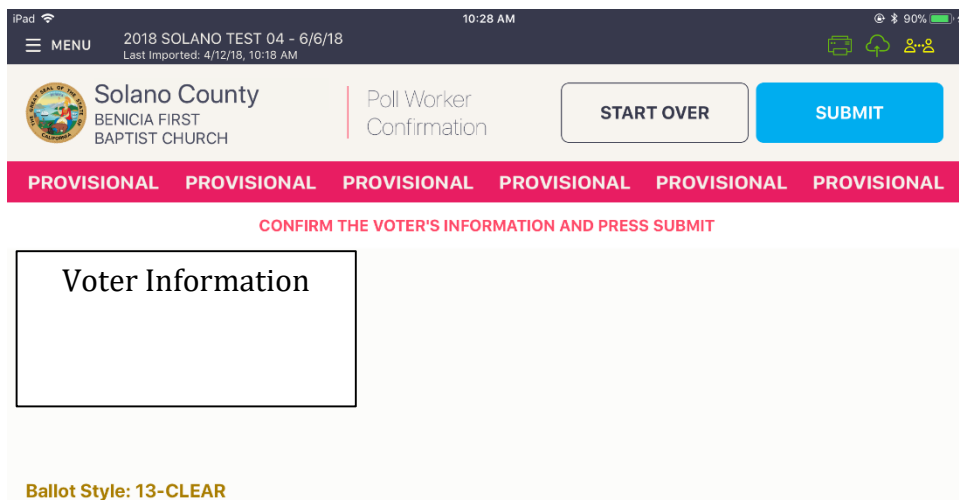 iPad 10:28 AM 90%
MENU 2018 SOLANO TEST 04 - 6/6/18
Last Imported: 4/12/18, 10:18 AM
Solano County
BENICIA FIRST
BAPTIST CHURCH
Poll Worker
Confirmation
START OVER
SUBMIT
PROVISIONAL PROVISIONAL PROVISIONAL PROVISIONAL PROVISIONAL PROVISIONAL
CONFIRM THE VOTER'S INFORMATION AND PRESS SUBMIT
Voter Information
Ballot Style: 13-CLEAR